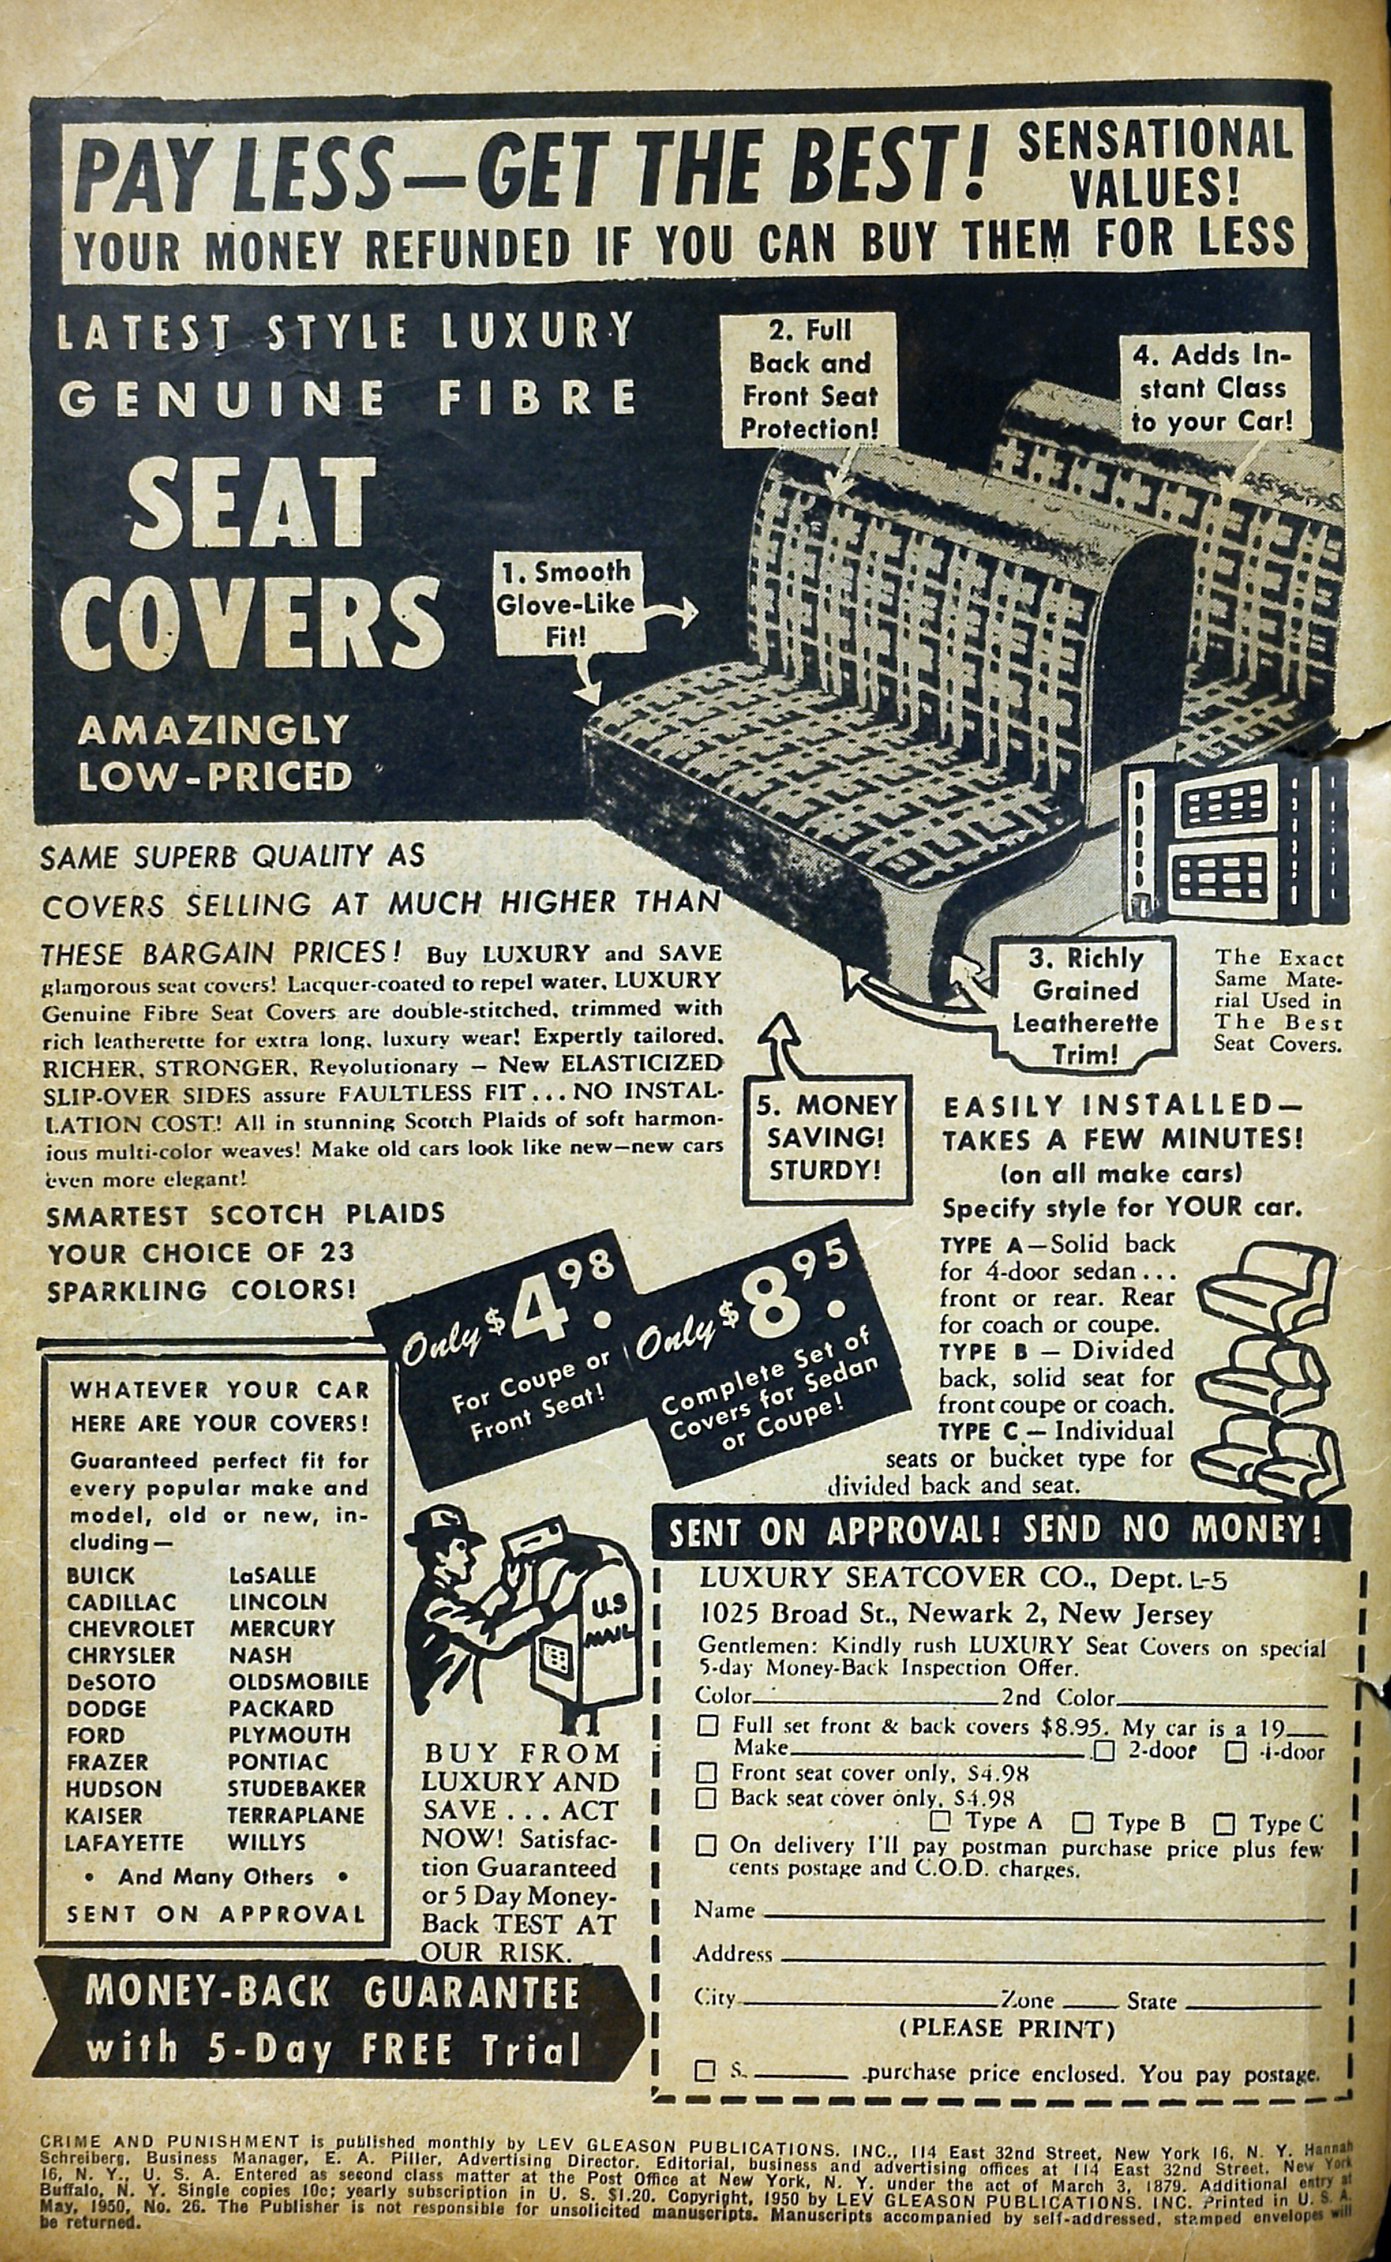 PAY LESS—GET THE BEST! SENSATIONAL VALUES!
YOUR MONEY REFUNDED IF YOU CAN BUY THEM FOR LESS
LATEST STYLE LUXURY
GENUINE FIBRE
SEAT
COVERS
AMAZINGLY
LOW-PRICED
1. Smooth
Glove-Like
Fit!
2. Full
Back and
Front Seat
Protection!
4. Adds In-
stant Class
to your Car!
SAME SUPERB QUALITY AS
COVERS SELLING AT MUCH HIGHER THAN
THESE BARGAIN PRICES! Buy LUXURY and SAVE
glamorous seat covers! Lacquer-coated to repel water, LUXURY
Genuine Fibre Seat Covers are double-stitched, trimmed with
rich leatherette for extra long, luxury wear! Expertly tailored.
RICHER, STRONGER, Revolutionary — New ELASTICIZED
SLIP-OVER SIDES assure FAULTLESS FIT...NO INSTAL-
LATION COST! All in stunning Scotch Plaids of soft harmon-
ious multi-color weaves! Make old cars look like new—new cars
even more elegant!
SMARTEST SCOTCH PLAIDS
YOUR CHOICE OF 23
SPARKLING COLORS!
3. Richly
Grained
Leatherette
Trim!
The Exact
Same Mate-
rial Used in
The Best
Seat Covers.
5. MONEY
SAVING!
STURDY!
EASILY INSTALLED—
TAKES A FEW MINUTES!
(on all make cars)
Specify style for YOUR car.
TYPE A—Solid back
for 4-door sedan...
front or rear. Rear
for coach or coupe.
TYPE B — Divided
back, solid seat for
front coupe or coach.
TYPE C — Individual
seats or bucket type for
divided back and seat.
Only $4.98
For Coupe or
Front Seat!
Only $8.95
Complete Set of
Covers for Sedan
or Coupe!
WHATEVER YOUR CAR
HERE ARE YOUR COVERS!
Guaranteed perfect fit for
every popular make and
model, old or new, in-
cluding—
BUICK LaSALLE
CADILLAC LINCOLN
CHEVROLET MERCURY
CHRYSLER NASH
DeSOTO OLDSMOBILE
DODGE PACKARD
FORD PLYMOUTH
FRAZER PONTIAC
HUDSON STUDEBAKER
KAISER TERRAPLANE
LAFAYETTE WILLYS
• And Many Others •
SENT ON APPROVAL
U.S
MAIL
BUY FROM
LUXURY AND
SAVE... ACT
NOW! Satisfac-
tion Guaranteed
or 5 Day Money-
Back TEST AT
OUR RISK.
MONEY-BACK GUARANTEE
with 5-Day FREE Trial
SENT ON APPROVAL! SEND NO MONEY!
LUXURY SEATCOVER CO., Dept. L-5
1025 Broad St., Newark 2, New Jersey
Gentlemen: Kindly rush LUXURY Seat Covers on special
5-day Money-Back Inspection Offer.
Color 2nd Color
Full set front & back covers $8.95. My car is a 19
Make 2-door 4-door
Front seat cover only, $4.98
Back seat cover only, $4.98
Type A Type B Type C
On delivery I'll pay postman purchase price plus few
cents postage and C.O.D. charges.
Name
Address
City Zone State
(PLEASE PRINT)
$ purchase price enclosed. You pay postage.
CRIME AND PUNISHMENT is published monthly by LEV GLEASON PUBLICATIONS, INC., 114 East 32nd Street, New York 16, N. Y. Hannah
Schreiberg, Business Manager, E. A. Piller, Advertising Director. Editorial, business and advertising offices at 114 East 32nd Street, New York
16, N. Y., U. S. A. Entered as second class matter at the Post Office at New York, N. Y. under the act of March 3, 1879. Additional entry at
Buffalo, N. Y. Single copies 10c; yearly subscription in U. S. $1.20. Copyright, 1950 by LEV GLEASON PUBLICATIONS, INC. Printed in U. S. A.
May, 1950, No. 26. The Publisher is not responsible for unsolicited manuscripts. Manuscripts accompanied by self-addressed, stamped envelopes will
be returned.